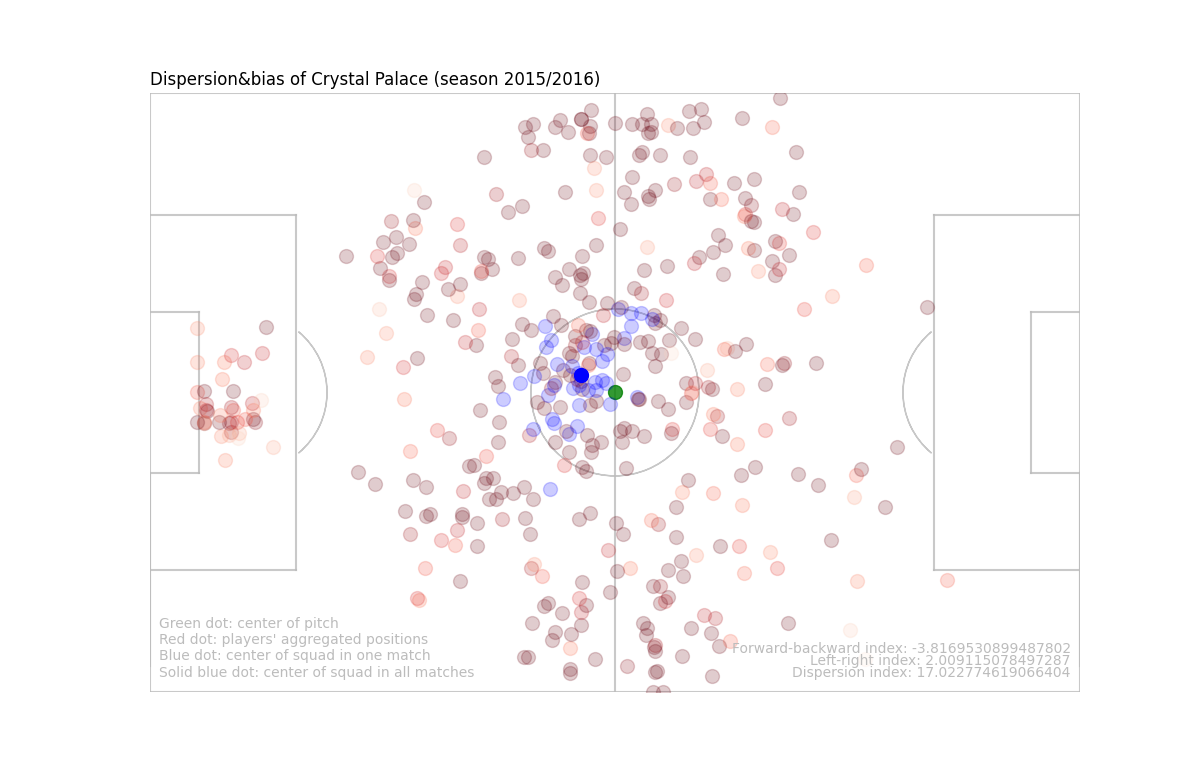 Dispersion&bias of Crystal Palace (season 2015/2016)
Green dot: center of pitch
Red dot: players' aggregated positions
Blue dot: center of squad in one match
Solid blue dot: center of squad in all matches
Forward-backward index: -3.8169530899487802
Left-right index: 2.009115078497287
Dispersion index: 17.022774619066404